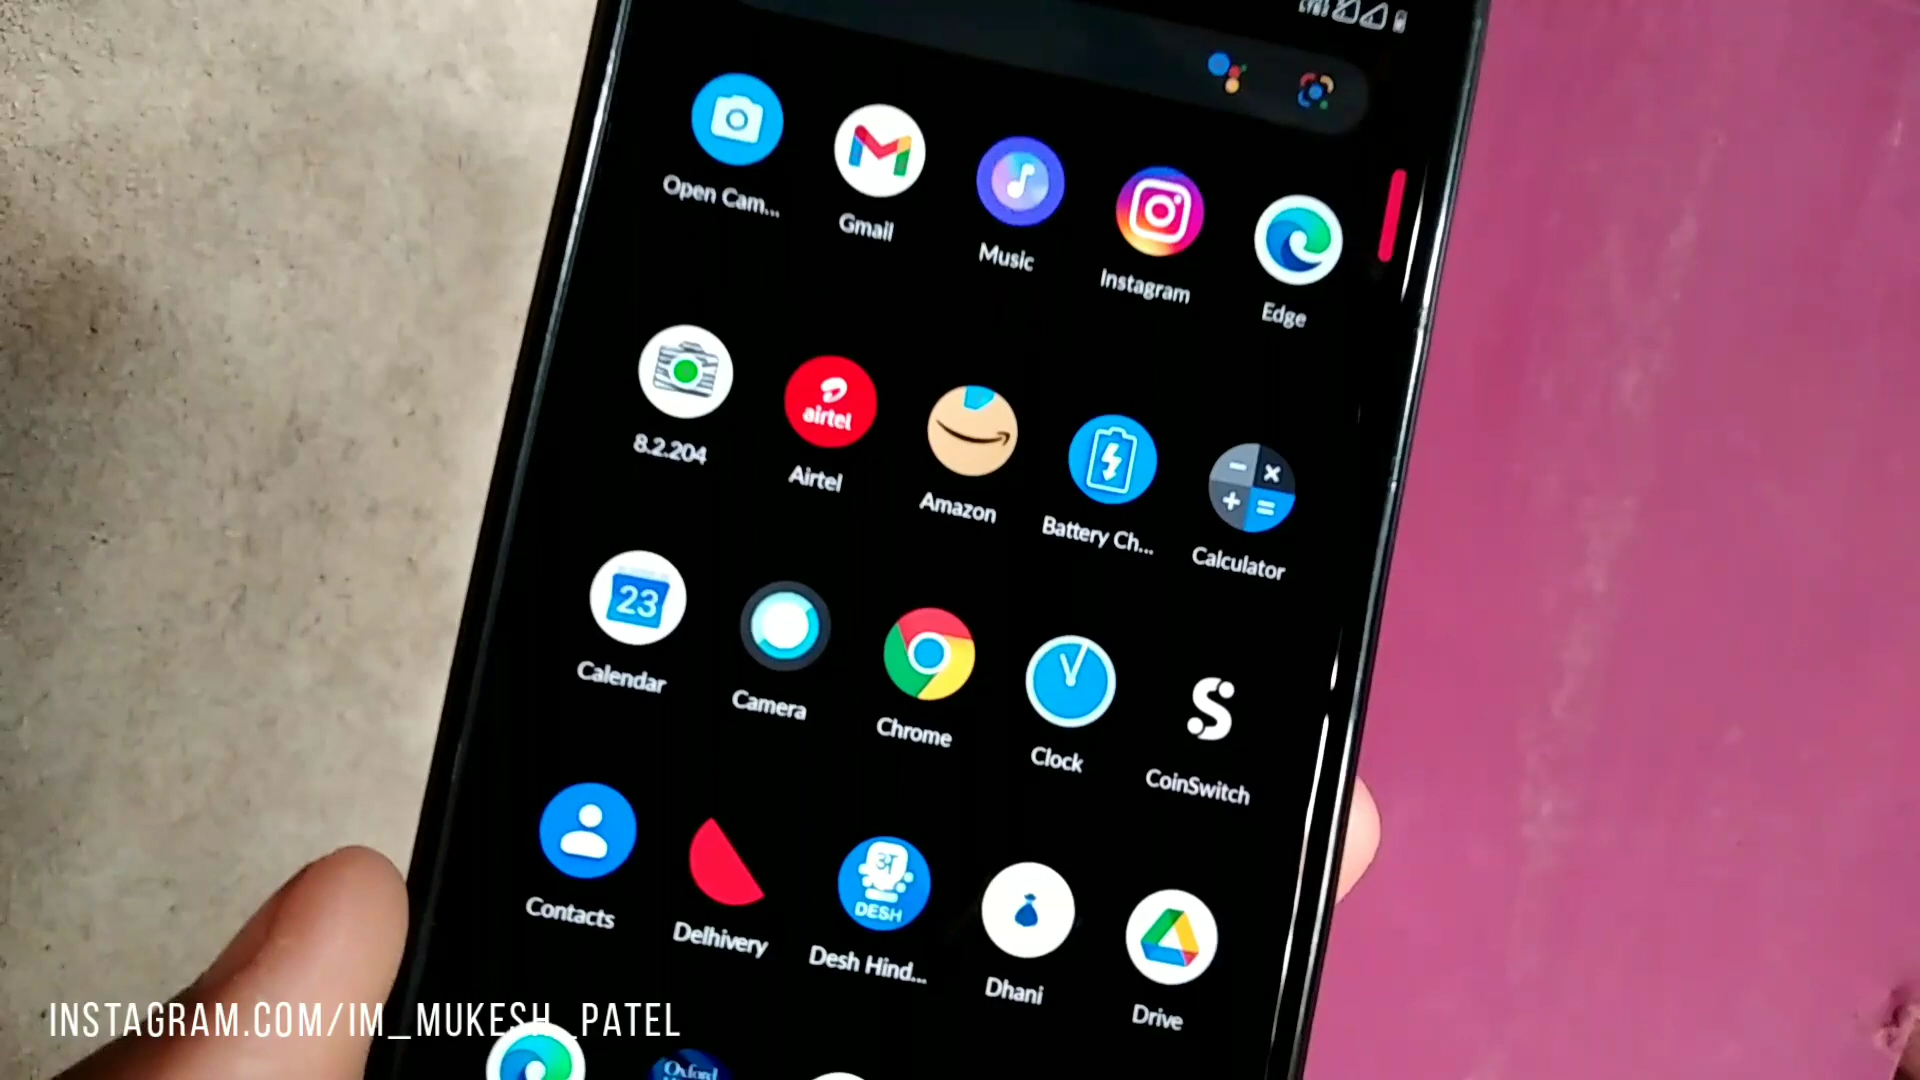 Open Cam...
Gmail
Music
Instagram
Edge
8.2.204
airtel
Airtel
Amazon
Battery Ch...
Calculator
23
Calendar
Camera
Chrome
Clock
CoinSwitch
Contacts
Delhivery
अ
DESH
Desh Hind...
Dhani
Drive
INSTAGRAM.COM/IM_MUKESH_PATEL
Oxford